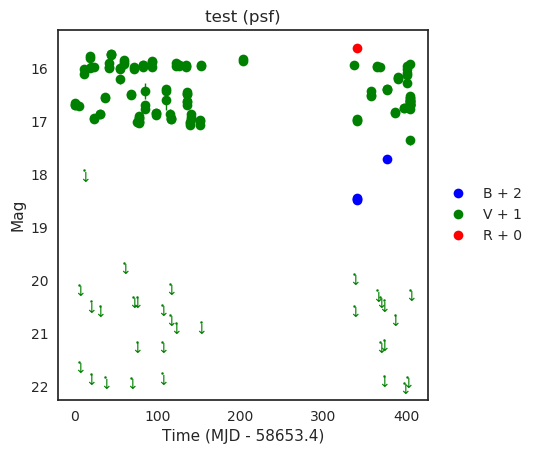 test (psf)
Mag
16
17
18
19
20
21
22
0
100
200
300
400
Time (MJD - 58653.4)
B + 2
V + 1
R + 0